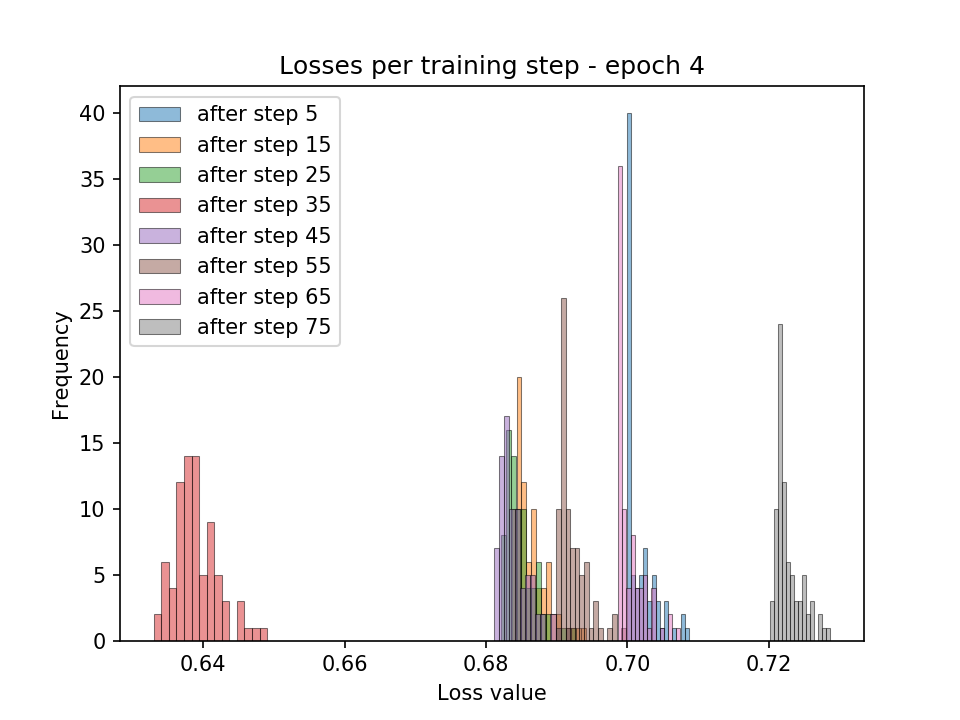 Losses per training step - epoch 4
40
35
30
25
20
15
10
5
0
Frequency
after step 5
after step 15
after step 25
after step 35
after step 45
after step 55
after step 65
after step 75
0.64 0.66 0.68 0.70 0.72
Loss value